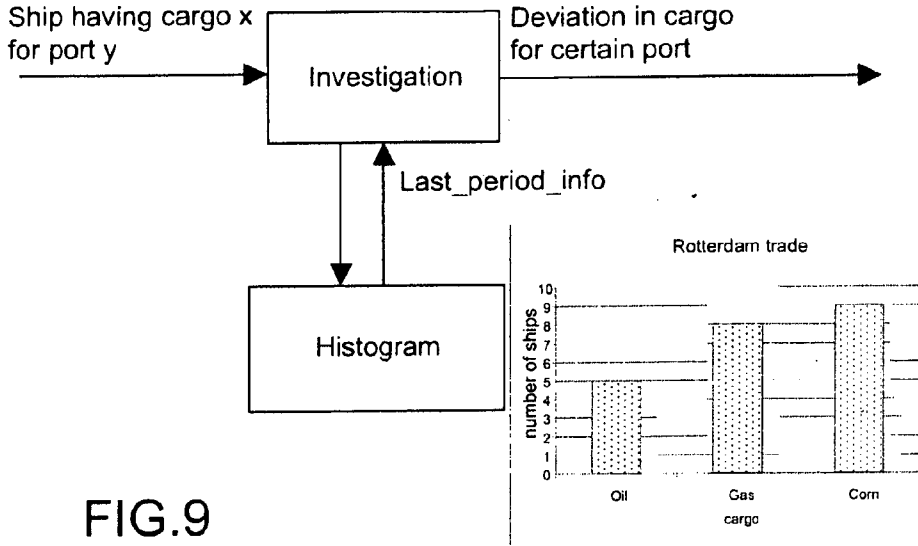 Ship having cargo x
for port y
Investigation
Deviation in cargo
for certain port
Last_period_info
Histogram
Rotterdam trade
number of ships
10
9
8
7
6
5
4
3
2
1
0
Oil
Gas
Corn
cargo
FIG.9